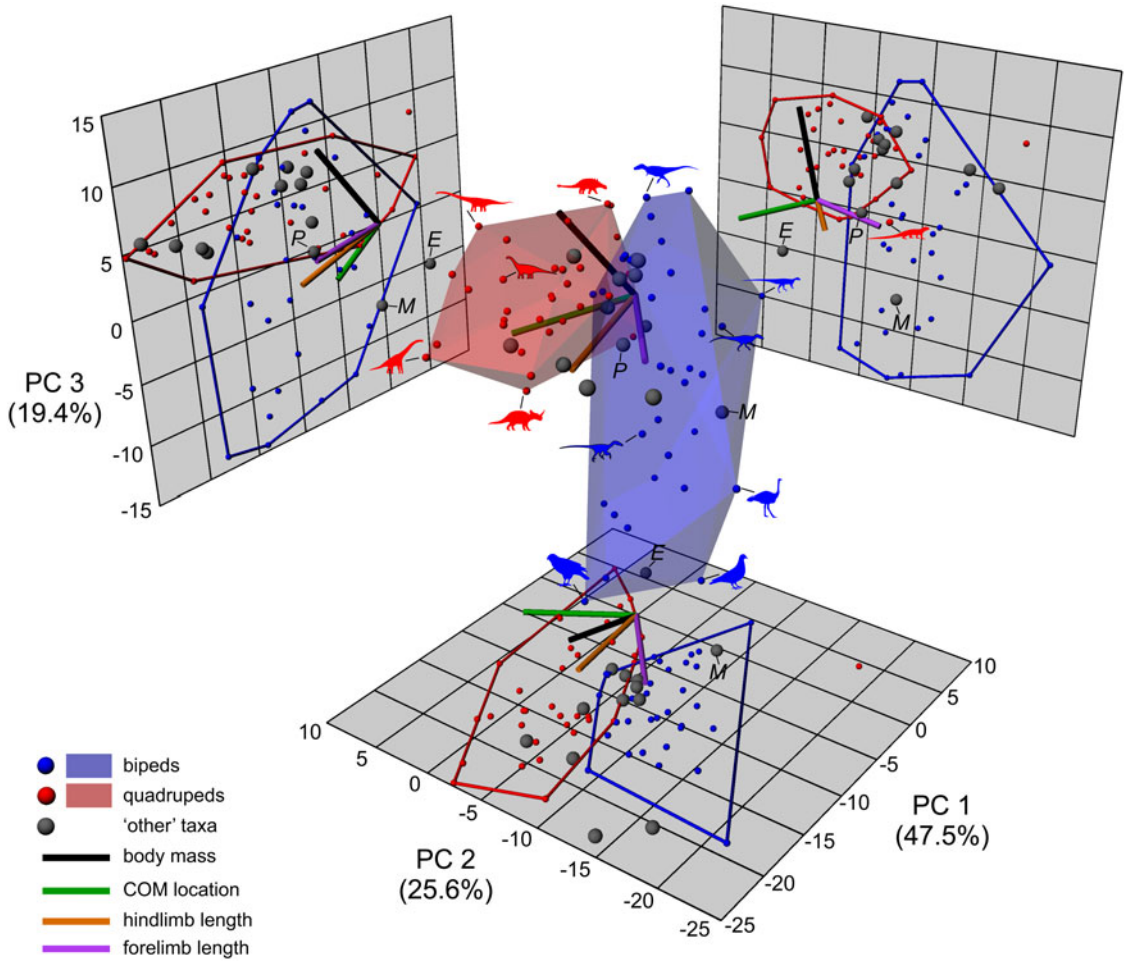 15
10
5
0
-5
-10
-15
PC 3
(19.4%)
P
E
M
E
P
M
P
M
E
M
10
5
0
-5
-10
-15
-20
-25
PC 2
(25.6%)
10
5
0
-5
-10
-15
-20
-25
PC 1
(47.5%)
bipeds
quadrupeds
‘other’ taxa
body mass
COM location
hindlimb length
forelimb length